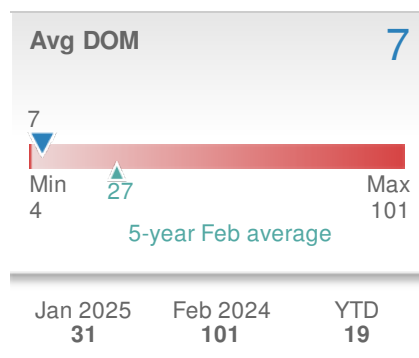 Avg DOM 7
7
27
Min Max
4 101
5-year Feb average
Jan 2025 Feb 2024 YTD
31 101 19